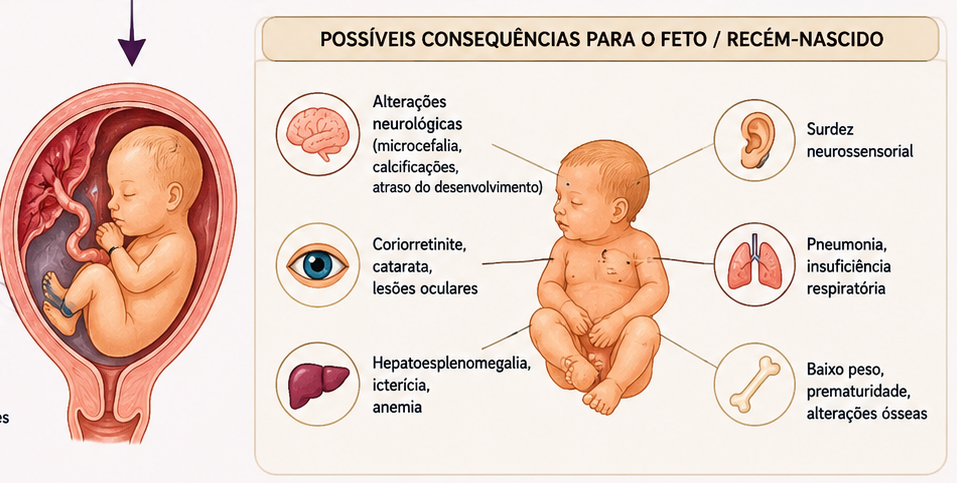 POSSÍVEIS CONSEQUÊNCIAS PARA O FETO / RECÉM-NASCIDO
Alterações
neurológicas
(microcefalia,
calcificações,
atraso do desenvolvimento)
Surdez
neurossensorial
Coriorretinite,
catarata,
lesões oculares
Pneumonia,
insuficiência
respiratória
Hepatoesplenomegalia,
icterícia,
anemia
Baixo peso,
prematuridade,
alterações ósseas